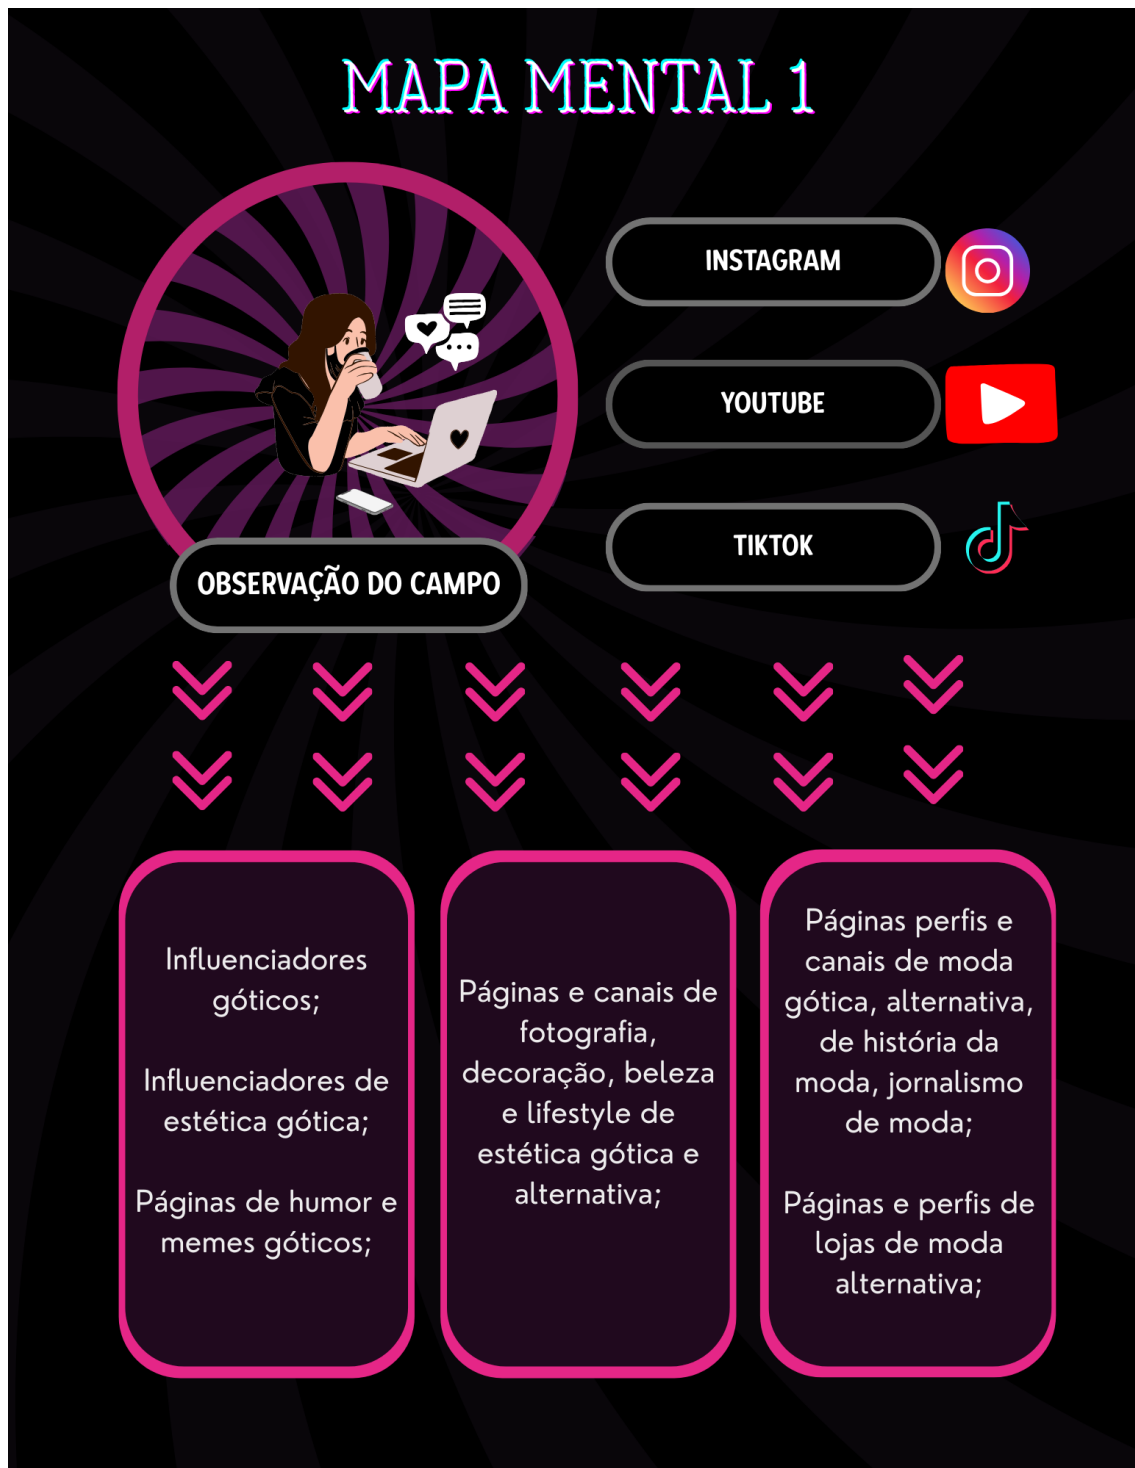 MAPA MENTAL 1
INSTAGRAM
YOUTUBE
TIKTOK
OBSERVAÇÃO DO CAMPO
Influenciadores
góticos;
Influenciadores de
estética gótica;
Páginas de humor e
memes góticos;
Páginas e canais de
fotografia,
decoração, beleza
e lifestyle de
estética gótica e
alternativa;
Páginas perfis e
canais de moda
gótica, alternativa,
de história da
moda, jornalismo
de moda;
Páginas e perfis de
lojas de moda
alternativa;